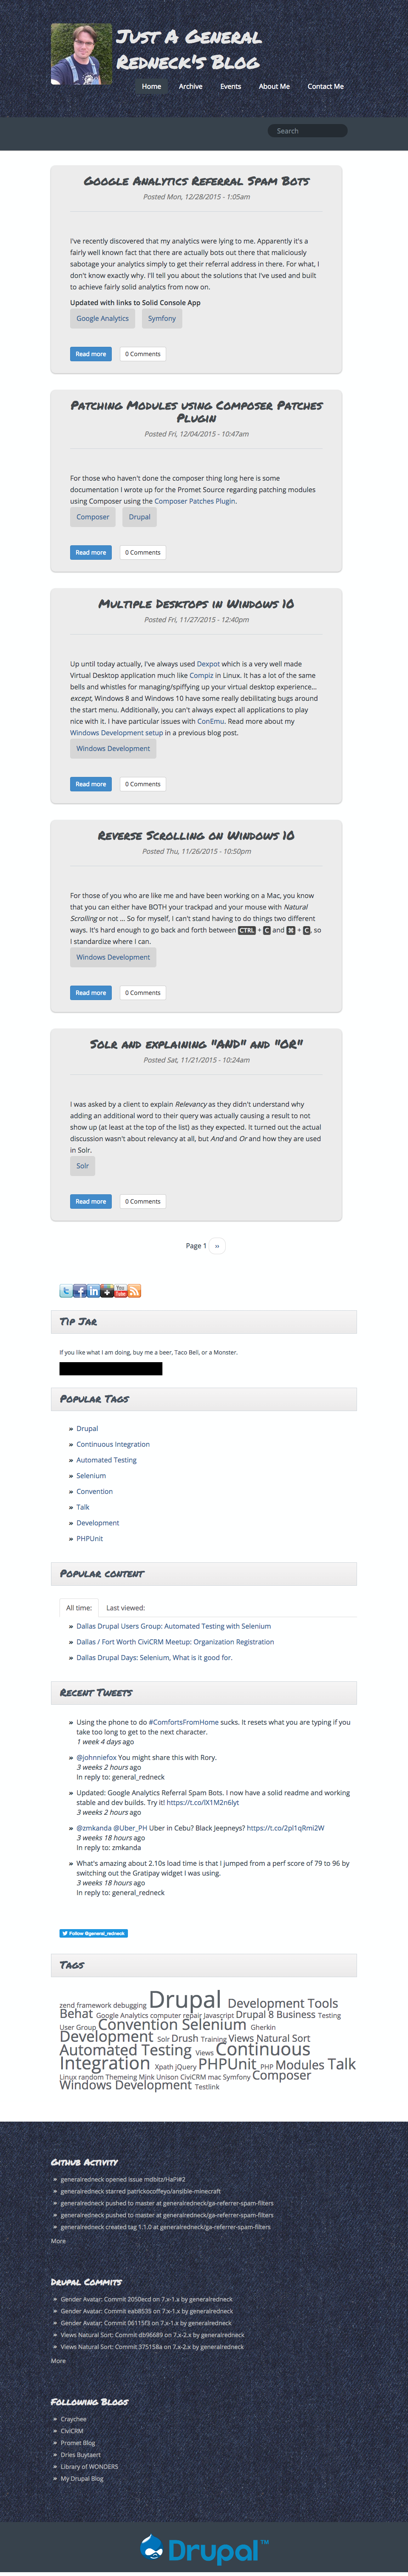 Just A General
Redneck's Blog
Home Archive Events About Me Contact Me
Search
Google Analytics Referral Spam Bots
Posted Mon, 12/28/2015 - 1:05am
I've recently discovered that my analytics were lying to me. Apparently it's a
fairly well known fact that there are actually bots out there that maliciously
sabotage your analytics simply to get their referral address in there. For what, I
don't know exactly why. I'll tell you about the solutions that I've used and built
to achieve fairly solid analytics from now on.
Updated with links to Solid Console App
Google Analytics Symfony
Read more 0 Comments
Patching Modules using Composer Patches
Plugin
Posted Fri, 12/04/2015 - 10:47am
For those who haven't done the composer thing long here is some
documentation I wrote up for the Promet Source regarding patching modules
using Composer using the Composer Patches Plugin.
Composer Drupal
Read more 0 Comments
Multiple Desktops in Windows 10
Posted Fri, 11/27/2015 - 12:40pm
Up until today actually, I've always used Dexpot which is a very well made
Virtual Desktop application much like Compiz in Linux. It has a lot of the same
bells and whistles for managing/spiffying up your virtual desktop experience...
except, Windows 8 and Windows 10 have some really debilitating bugs around
the start menu. Additionally, you can't always expect all applications to play
nice with it. I have particular issues with ConEmu. Read more about my
Windows Development setup in a previous blog post.
Windows Development
Read more 0 Comments
Reverse Scrolling on Windows 10
Posted Thu, 11/26/2015 - 10:50pm
For those of you who are like me and have been working on a Mac, you know
that you can either have BOTH your trackpad and your mouse with Natural
Scrolling or not ... So for myself, I can't stand having to do things two different
ways. It's hard enough to go back and forth between CTRL + C and ⌘ + C, so
I standardize where I can.
Windows Development
Read more 0 Comments
Solr and explaining "AND" and "OR"
Posted Sat, 11/21/2015 - 10:24am
I was asked by a client to explain Relevancy as they didn't understand why
adding an additional word to their query was actually causing a result to not
show up (at least at the top of the list) as they expected. It turned out the actual
discussion wasn't about relevancy at all, but And and Or and how they are used
in Solr.
Solr
Read more 0 Comments
Page 1 ››
Tip Jar
If you like what I am doing, buy me a beer, Taco Bell, or a Monster.
Popular Tags
» Drupal
» Continuous Integration
» Automated Testing
» Selenium
» Convention
» Talk
» Development
» PHPUnit
Popular content
All time: Last viewed:
» Dallas Drupal Users Group: Automated Testing with Selenium
» Dallas / Fort Worth CiviCRM Meetup: Organization Registration
» Dallas Drupal Days: Selenium, What is it good for.
Recent Tweets
» Using the phone to do #ComfortsFromHome sucks. It resets what you are typing if you
take too long to get to the next character.
1 week 4 days ago
» @johnniefox You might share this with Rory.
3 weeks 2 hours ago
In reply to: general_redneck
» Updated: Google Analytics Referral Spam Bots. I now have a solid readme and working
stable and dev builds. Try it! https://t.co/lX1M2n6lyt
3 weeks 2 hours ago
» @zmkanda @Uber_PH Uber in Cebu? Black Jeepneys? https://t.co/2pl1qRmi2W
3 weeks 18 hours ago
In reply to: zmkanda
» What's amazing about 2.10s load time is that I jumped from a perf score of 79 to 96 by
switching out the Gratipay widget I was using.
3 weeks 18 hours ago
In reply to: general_redneck
Follow @general_redneck
Tags
zend framework debugging Drupal Development Tools
Behat Google Analytics computer repair javascript Drupal 8 Business Testing
User Group Convention Selenium Gherkin
Development Solr Drush Training Views Natural Sort
Automated Testing Views Continuous
Integration Xpath jQuery PHPUnit PHP Modules Talk
Linux random Themeing Mink Unison CiviCRM mac Symfony Composer
Windows Development Testlink
Github Activity
» generalredneck opened issue mdbitz/HaPi#2
» generalredneck starred patrickocoffeyo/ansible-minecraft
» generalredneck pushed to master at generalredneck/ga-referrer-spam-filters
» generalredneck pushed to master at generalredneck/ga-referrer-spam-filters
» generalredneck created tag 1.1.0 at generalredneck/ga-referrer-spam-filters
More
Drupal Commits
» Gender Avatar: Commit 2050ecd on 7.x-1.x by generalredneck
» Gender Avatar: Commit eab8535 on 7.x-1.x by generalredneck
» Gender Avatar: Commit 06115f3 on 7.x-1.x by generalredneck
» Views Natural Sort: Commit db96689 on 7.x-2.x by generalredneck
» Views Natural Sort: Commit 375158a on 7.x-2.x by generalredneck
More
Following Blogs
» Craychee
» CiviCRM
» Promet Blog
» Dries Buytaert
» Library of WONDERS
» My Drupal Blog
Drupal™